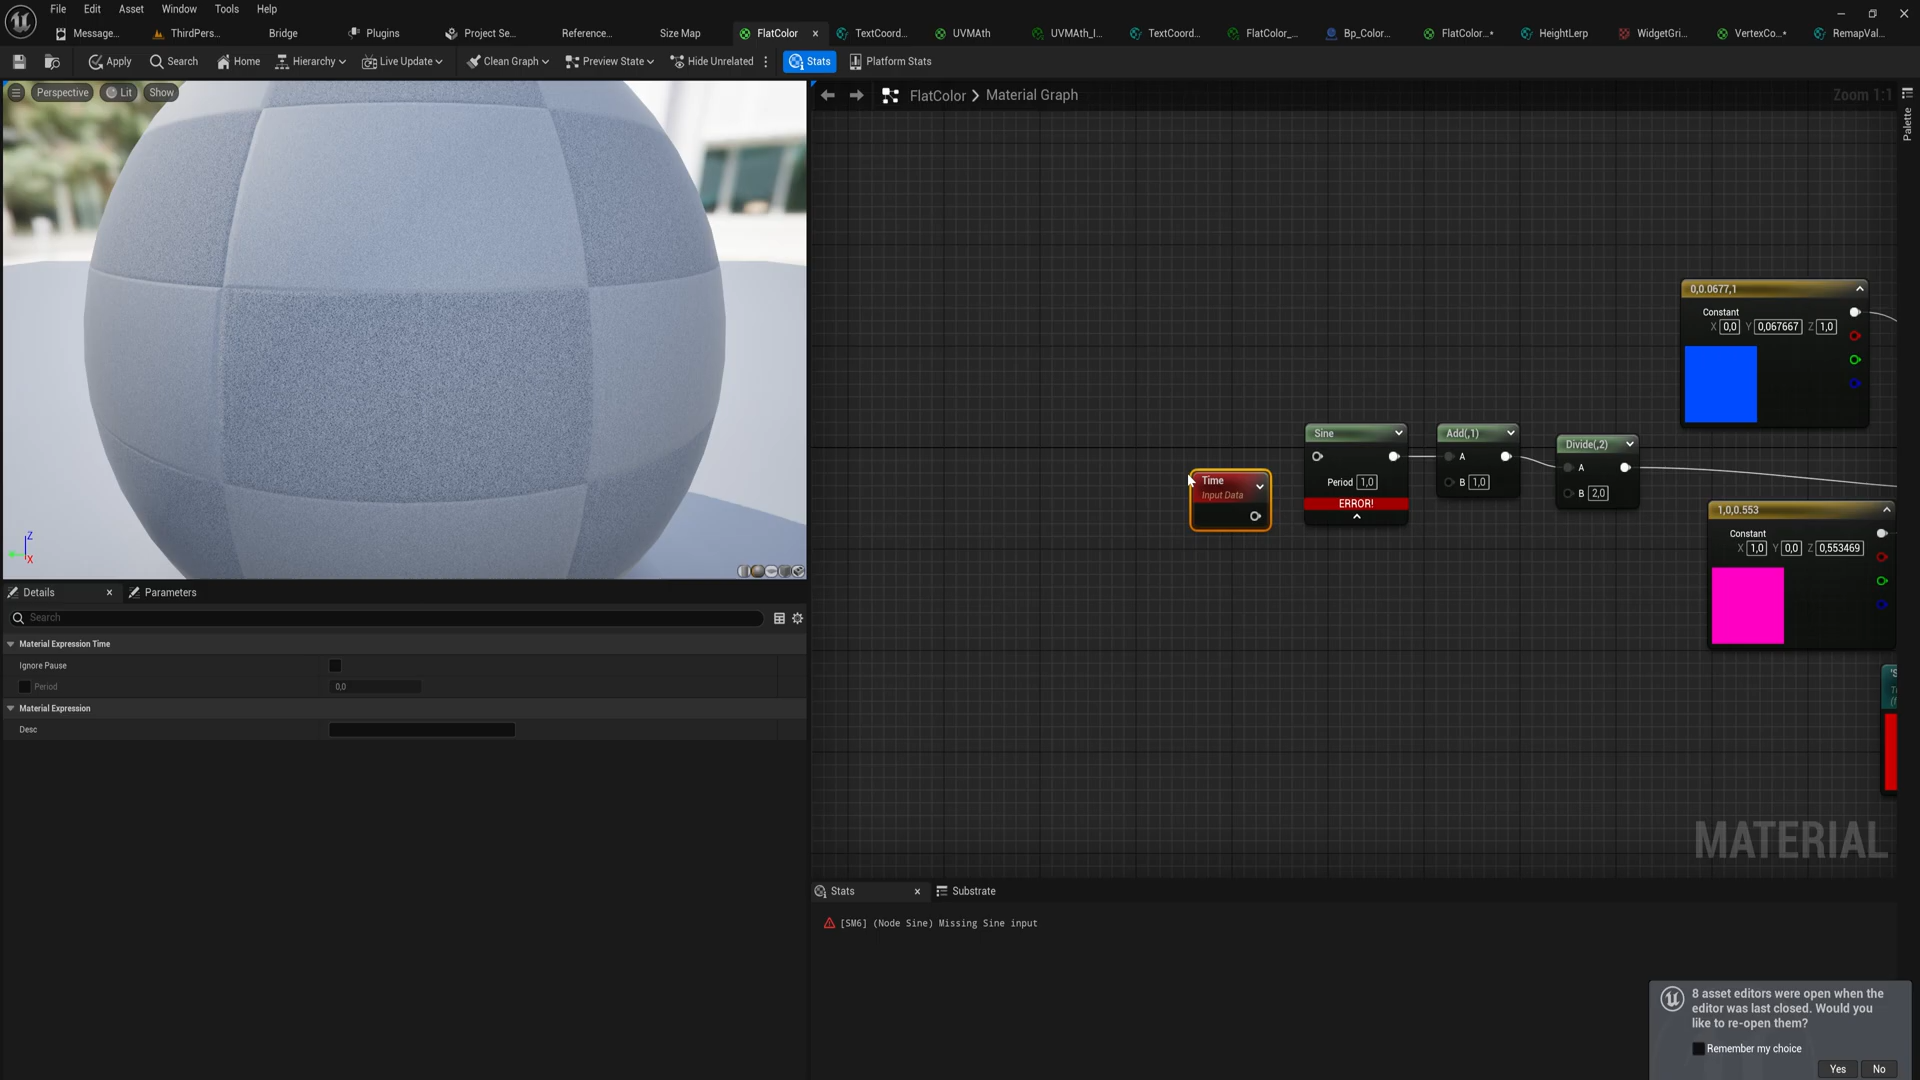 File Edit Asset Window Tools Help
Message... ThirdPers... Bridge Plugins Project Se... Reference... Size Map FlatColor TextCoord... UVMAth UVMAth_I... TextCoord... FlatColor_... Bp_Color... FlatColor...* HeightLerp WidgetGri... VertexCo...* RemapVal...
Apply Search Home Hierarchy Live Update Clean Graph Preview State Hide Unrelated Stats Platform Stats
Perspective Lit Show
FlatColor > Material Graph Zoom 1:1
Palette
0,0.0677,1
Constant
X 0,0 Y 0,067667 Z 1,0
Sine
Period 1,0
ERROR!
Add(,1)
A
B 1,0
Divide(,2)
A
B 2,0
Time
Input Data
1,0,0.553
Constant
X 1,0 Y 0,0 Z 0,553469
Z
X
MATERIAL
Details Parameters
Search
Material Expression Time
Ignore Pause
Period 0,0
Material Expression
Desc
Stats Substrate
[SM6] (Node Sine) Missing Sine input
8 asset editors were open when the
editor was last closed. Would you
like to re-open them?
Remember my choice
Yes No